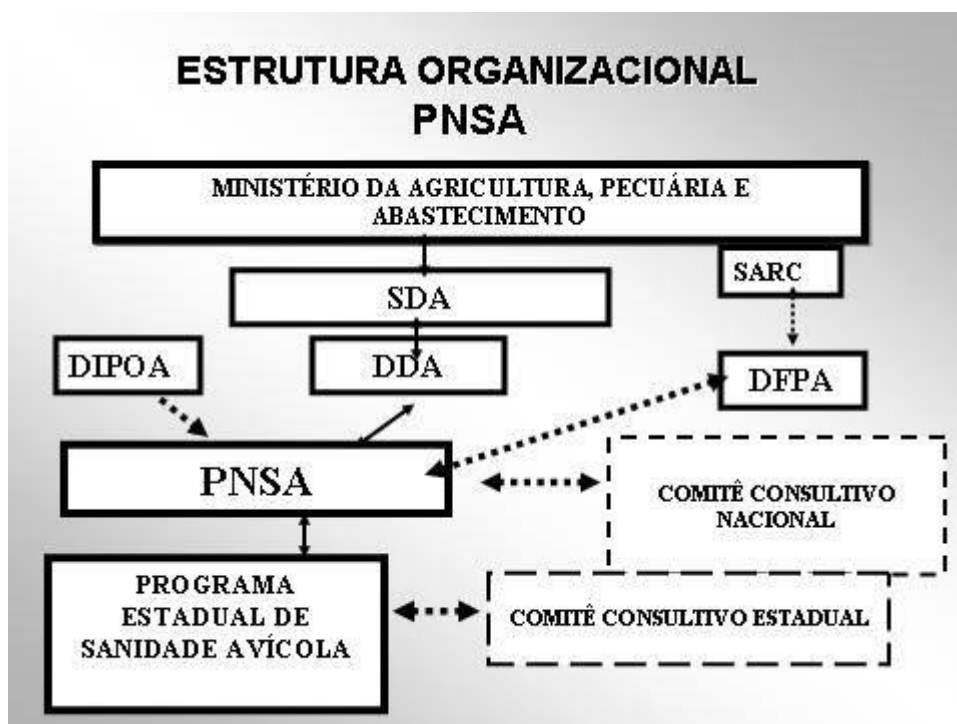 ESTRUTURA ORGANIZACIONAL
PNSA
MINISTÉRIO DA AGRICULTURA, PECUÁRIA E
ABASTECIMENTO
SARC
SDA
DIPOA
DDA
DFPA
PNSA
COMITÊ CONSULTIVO
NACIONAL
PROGRAMA
ESTADUAL DE
SANIDADE AVÍCOLA
COMITÊ CONSULTIVO ESTADUAL